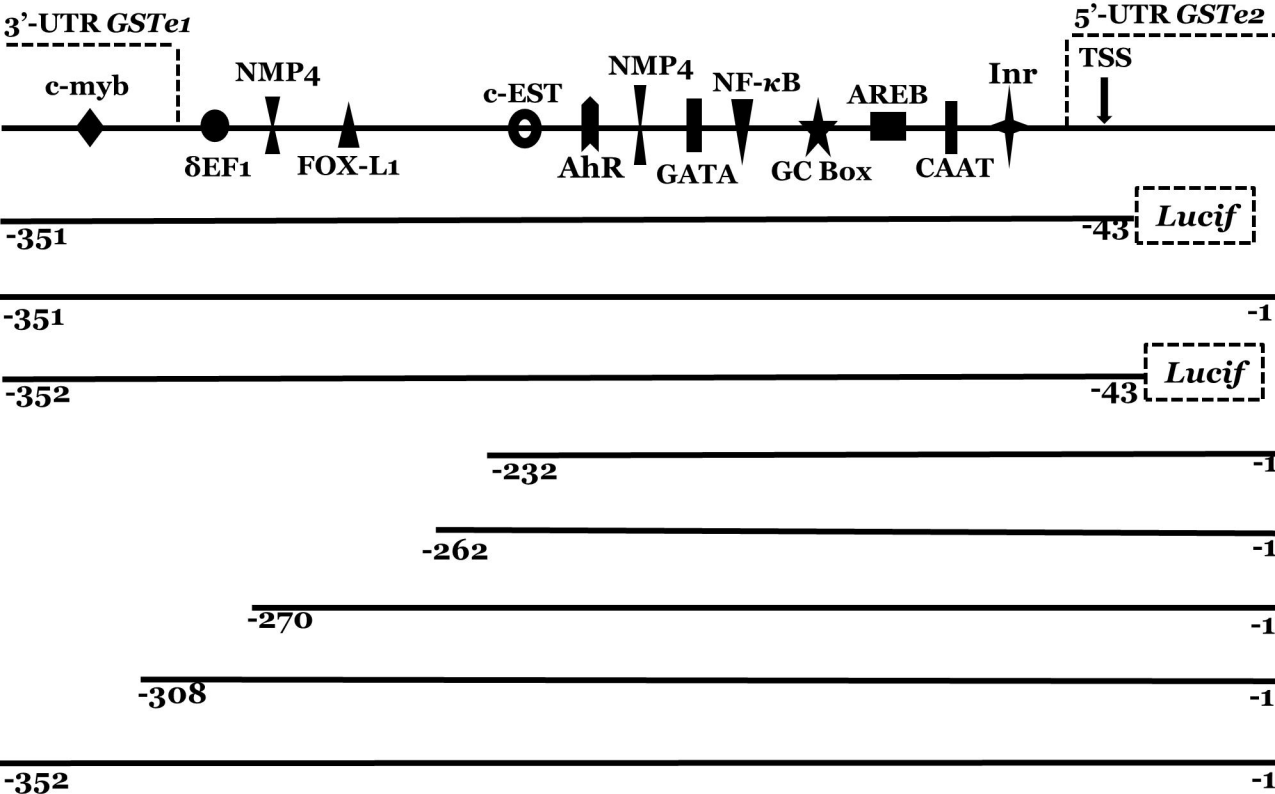 3’-UTR GSTe1
5’-UTR GSTe2
c-myb
NMP4
c-EST
NMP4
NF-κB
AREB
Inr
TSS
δEF1
FOX-L1
AhR
GATA
GC Box
CAAT
-351
-43
Lucif
-351
-1
-352
-43
Lucif
-232
-1
-262
-1
-270
-1
-308
-1
-352
-1